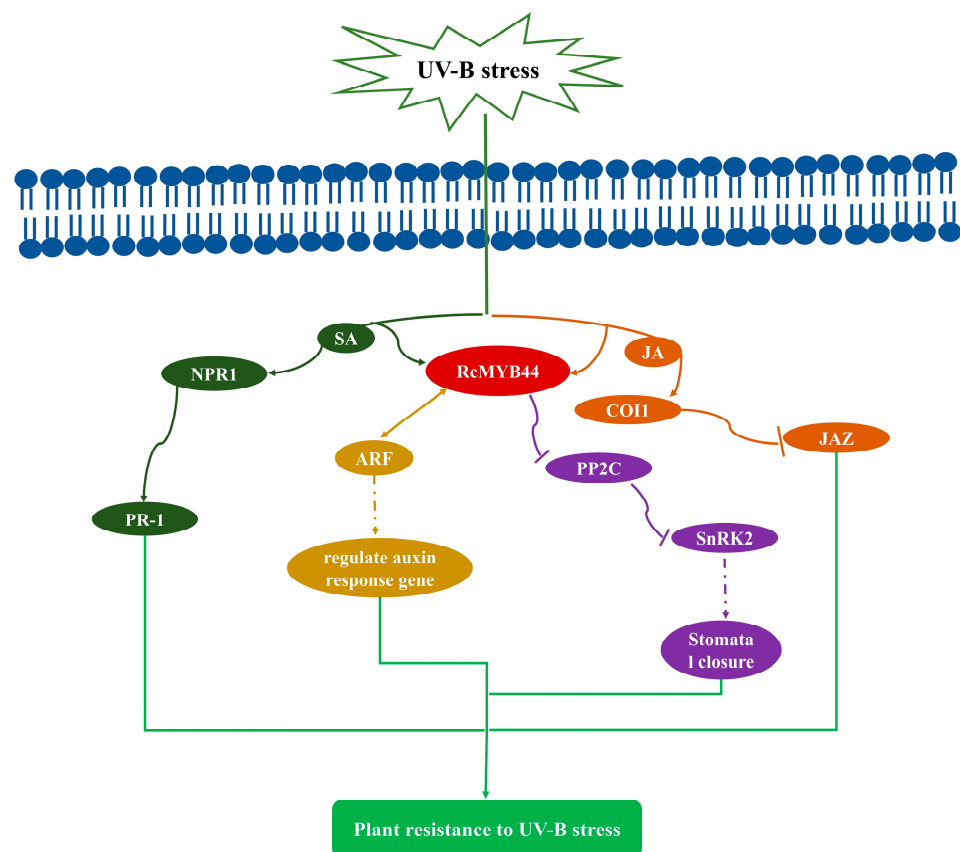 UV-B stress
SA
JA
NPR1
RcMYB44
COI1
JAZ
ARF
PP2C
PR-1
SnRK2
regulate auxin
response gene
Stomata
l closure
Plant resistance to UV-B stress